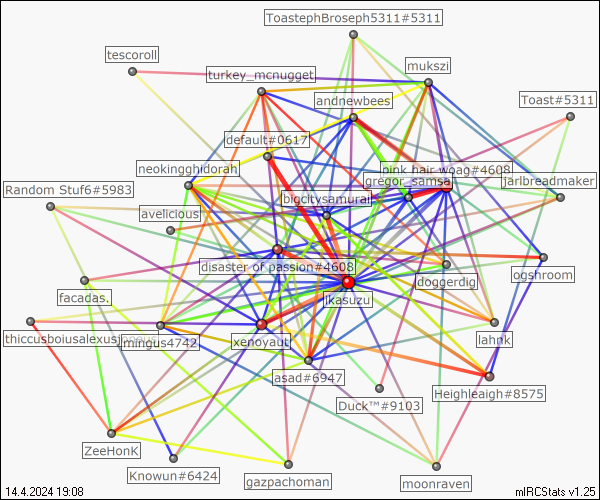 ToastephBroseph5311#5311
tescoroll
mukszi
turkey_mcnugget
andnewbees
Toast#5311
default#0617
neokingghidorah
pink hair woag#4608
gregor_samsa
jarlbreadmaker
Random Stuf6#5983
bigcitysamurai
avelicious
disaster of passion#4608
doggerdig
ogshroom
facadas.
ikasuzu
thiccusboiusalexus
mingus4742
xenoyaut
lahnk
asad#6947
Heighleaigh#8575
Duck™#9103
ZeeHonK
Knowun#6424
gazpachoman
moonraven
14.4.2024 19:08
mIRCStats v1.25